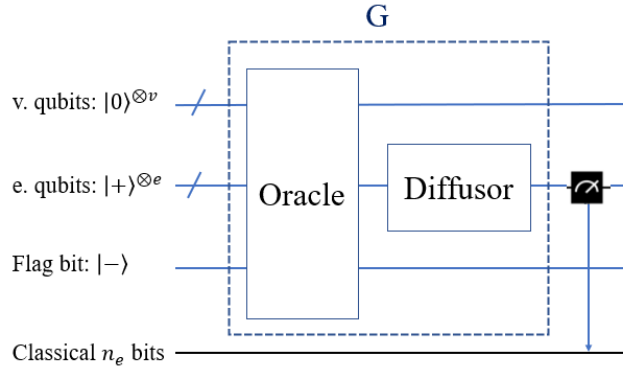 G
v. qubits: |0⟩^{⊗v}
e. qubits: |+⟩^{⊗e}
Oracle
Diffusor
Flag bit: |−⟩
Classical n_e bits